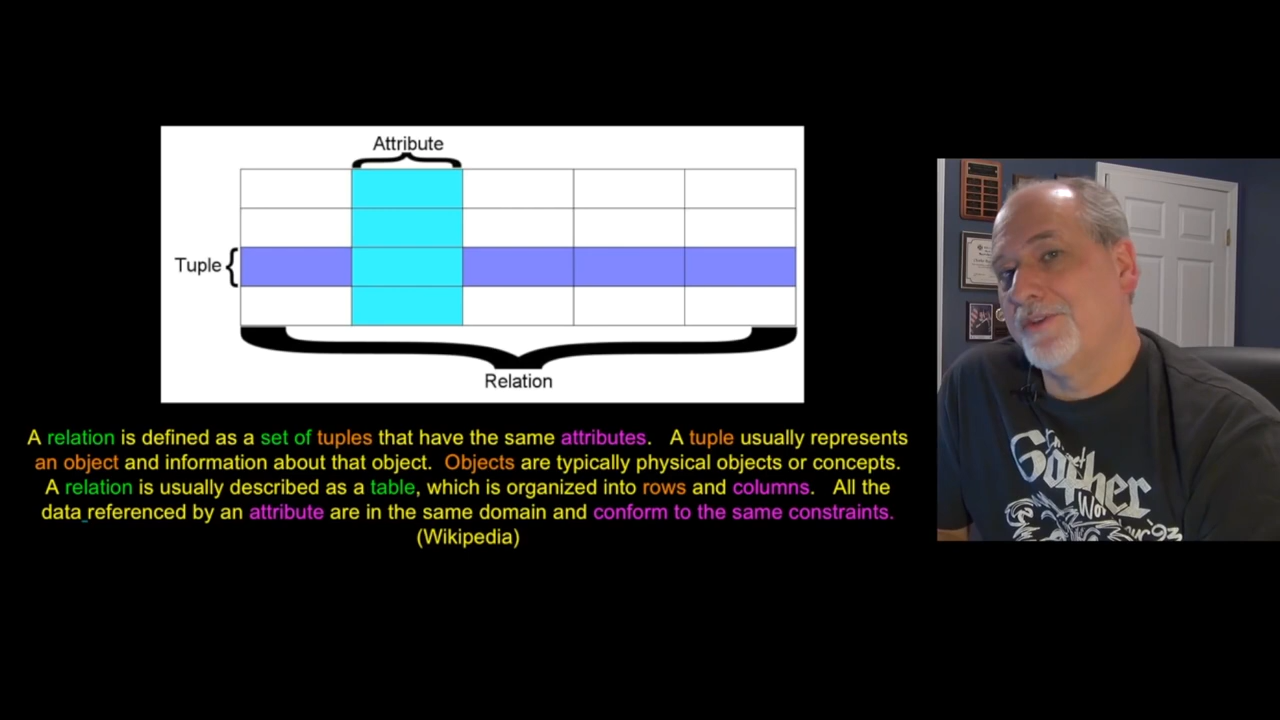 Attribute
Tuple
Relation
A relation is defined as a set of tuples that have the same attributes. A tuple usually represents
an object and information about that object. Objects are typically physical objects or concepts.
A relation is usually described as a table, which is organized into rows and columns. All the
data referenced by an attribute are in the same domain and conform to the same constraints.
(Wikipedia)
Gopher